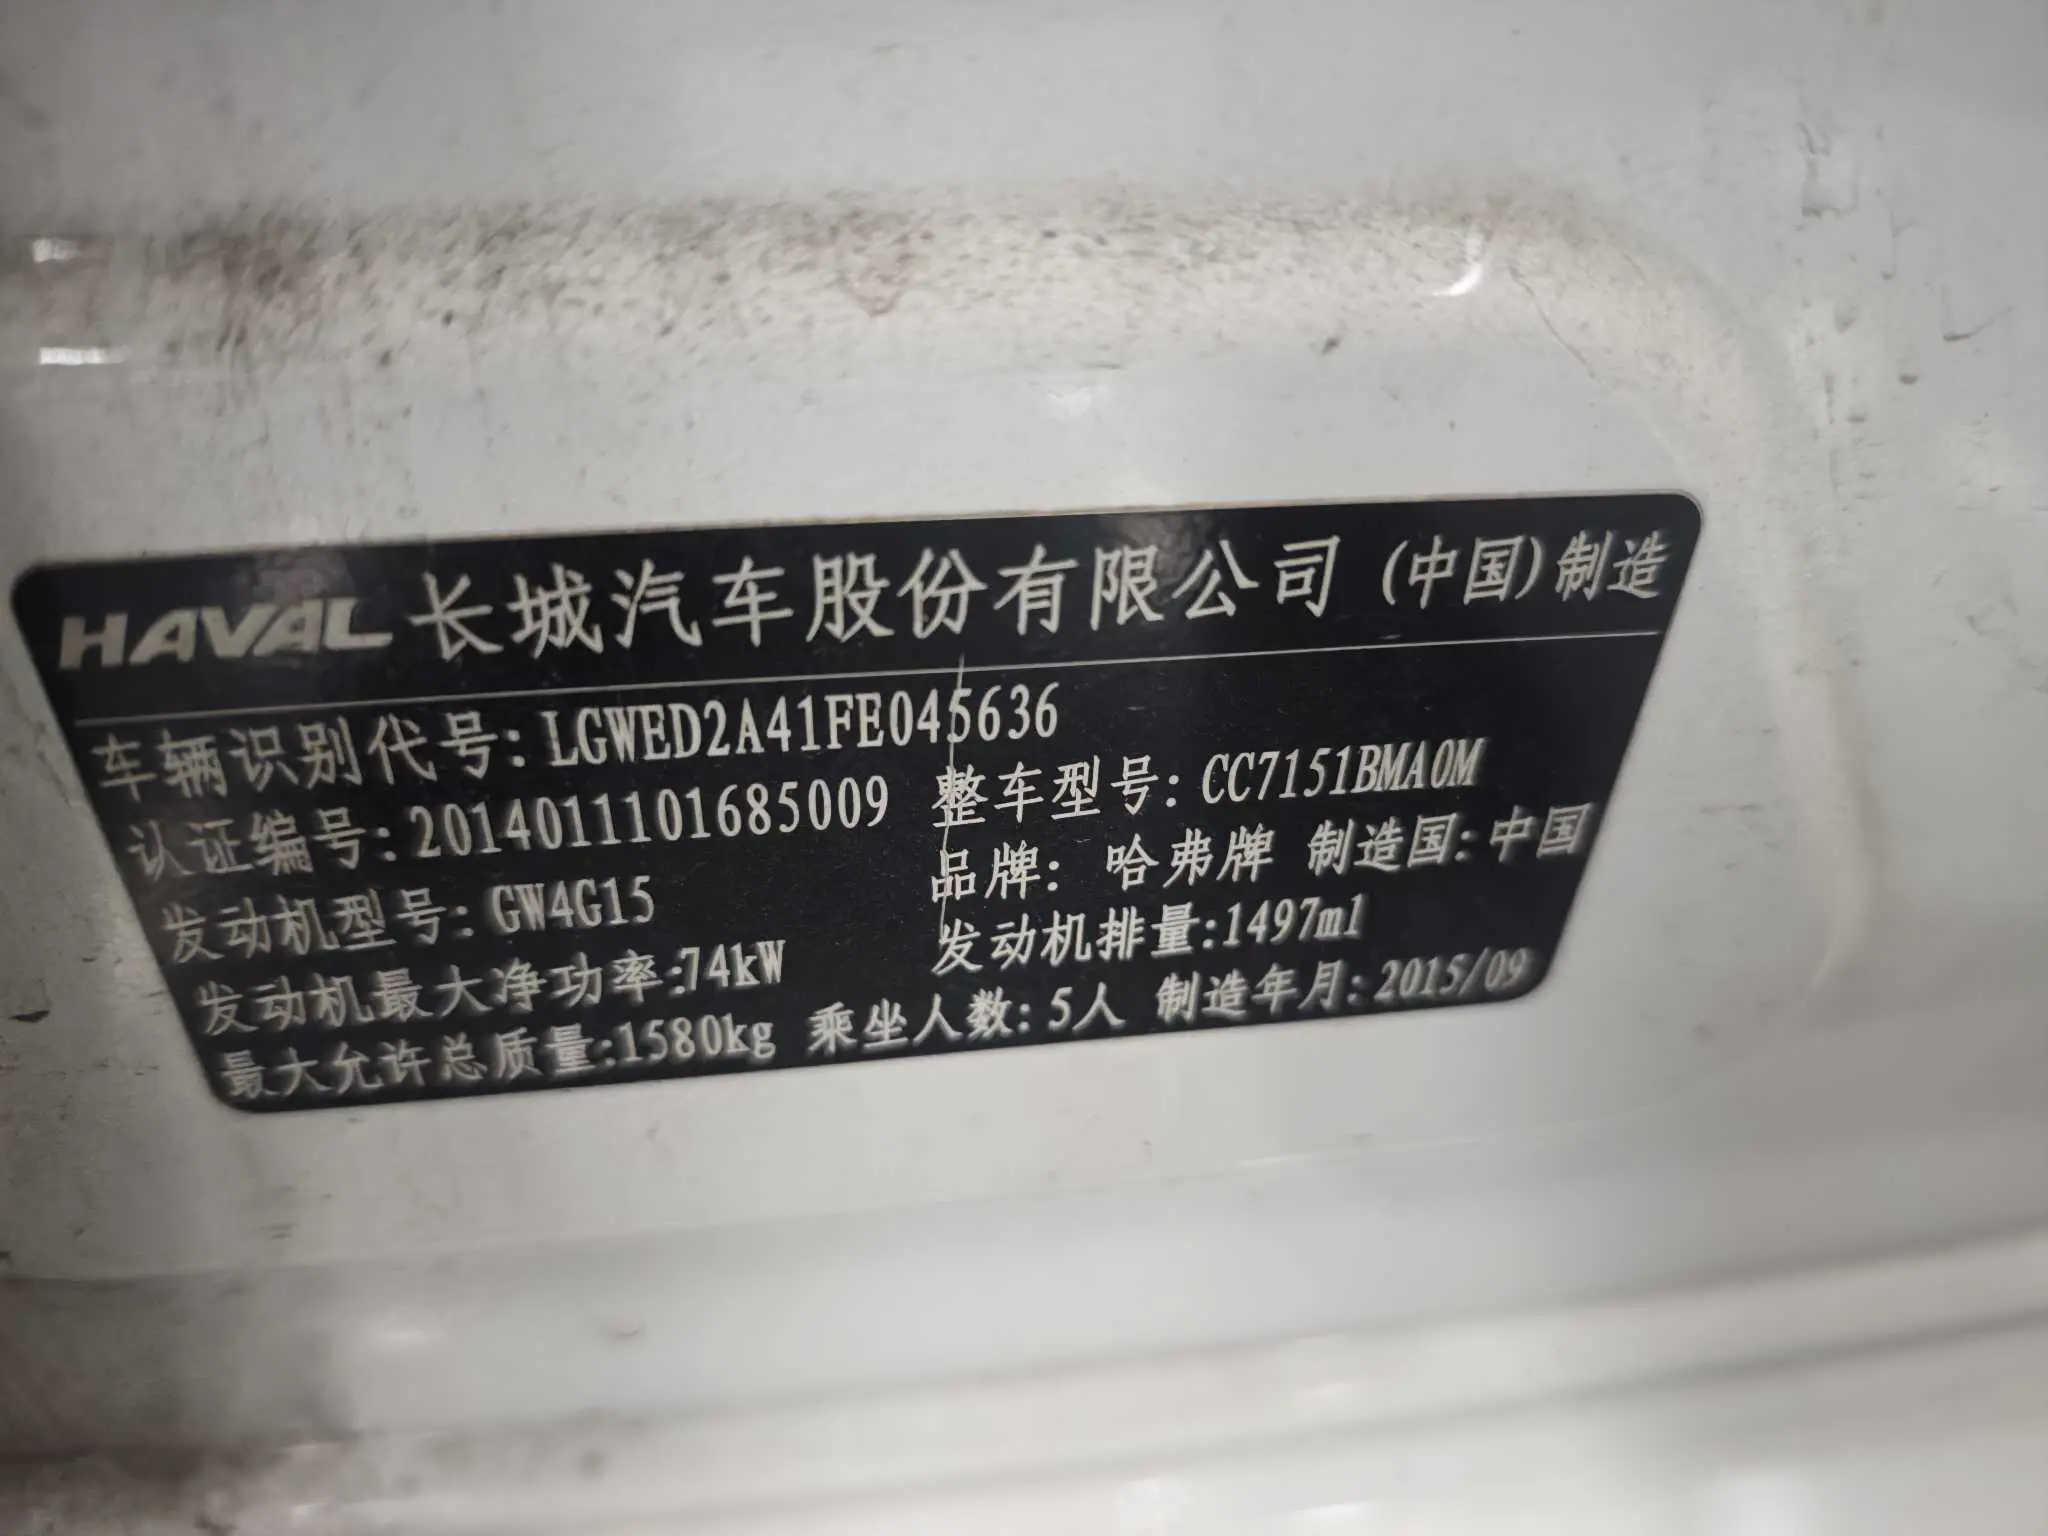 HAVAL 长城汽车股份有限公司 (中国)制造
车辆识别代号: LGWED2A41FE045636
认证编号: 2014011101685009 整车型号: CC7151BMA0M
发动机型号: GW4G15 品牌: 哈弗牌 制造国: 中国
发动机最大净功率: 74kW 发动机排量: 1497ml
最大允许总质量: 1580kg 乘坐人数: 5人 制造年月: 2015/09